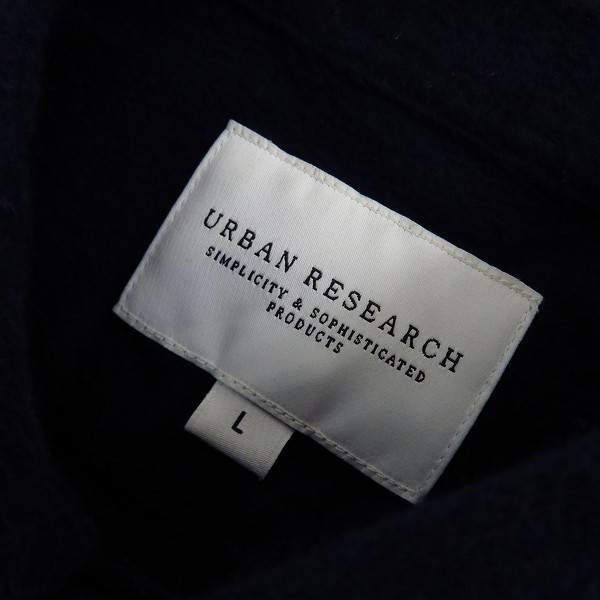 URBAN RESEARCH
SIMPLICITY & SOPHISTICATED
PRODUCTS
L